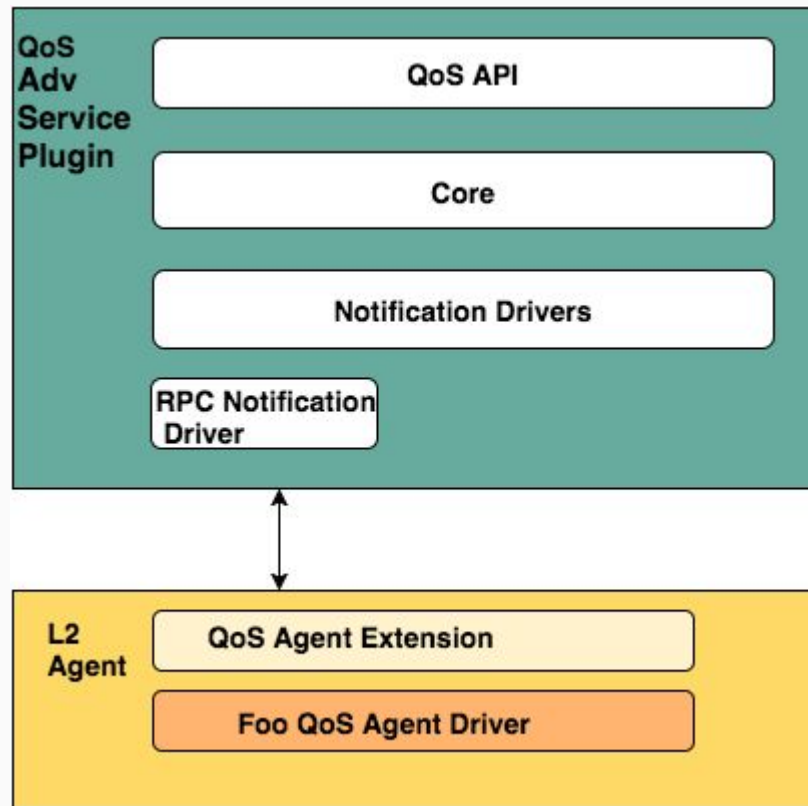 QoS
Adv
Service
Plugin
QoS API
Core
Notification Drivers
RPC Notification
Driver
L2
Agent
QoS Agent Extension
Foo QoS Agent Driver